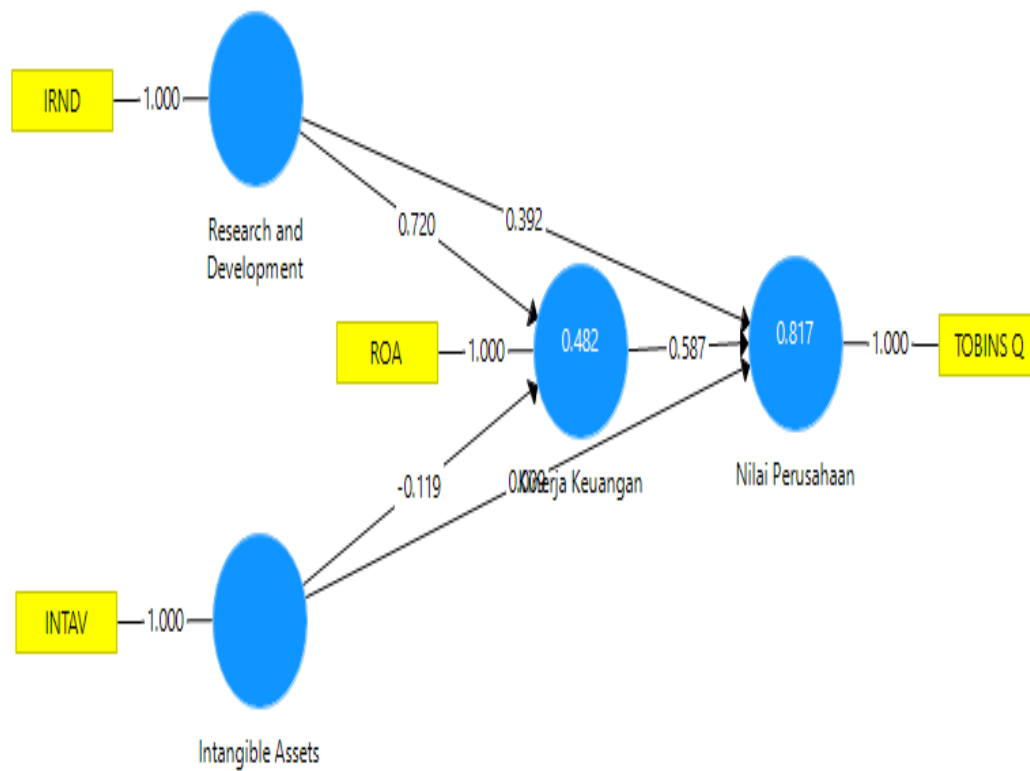 IRND
1.000
Research and
Development
0.720
0.392
ROA
1.000
0.482
0.587
0.817
1.000
TOBINS Q
-0.119
Keuangan
Nilai Perusahaan
INTAV
1.000
Intangible Assets